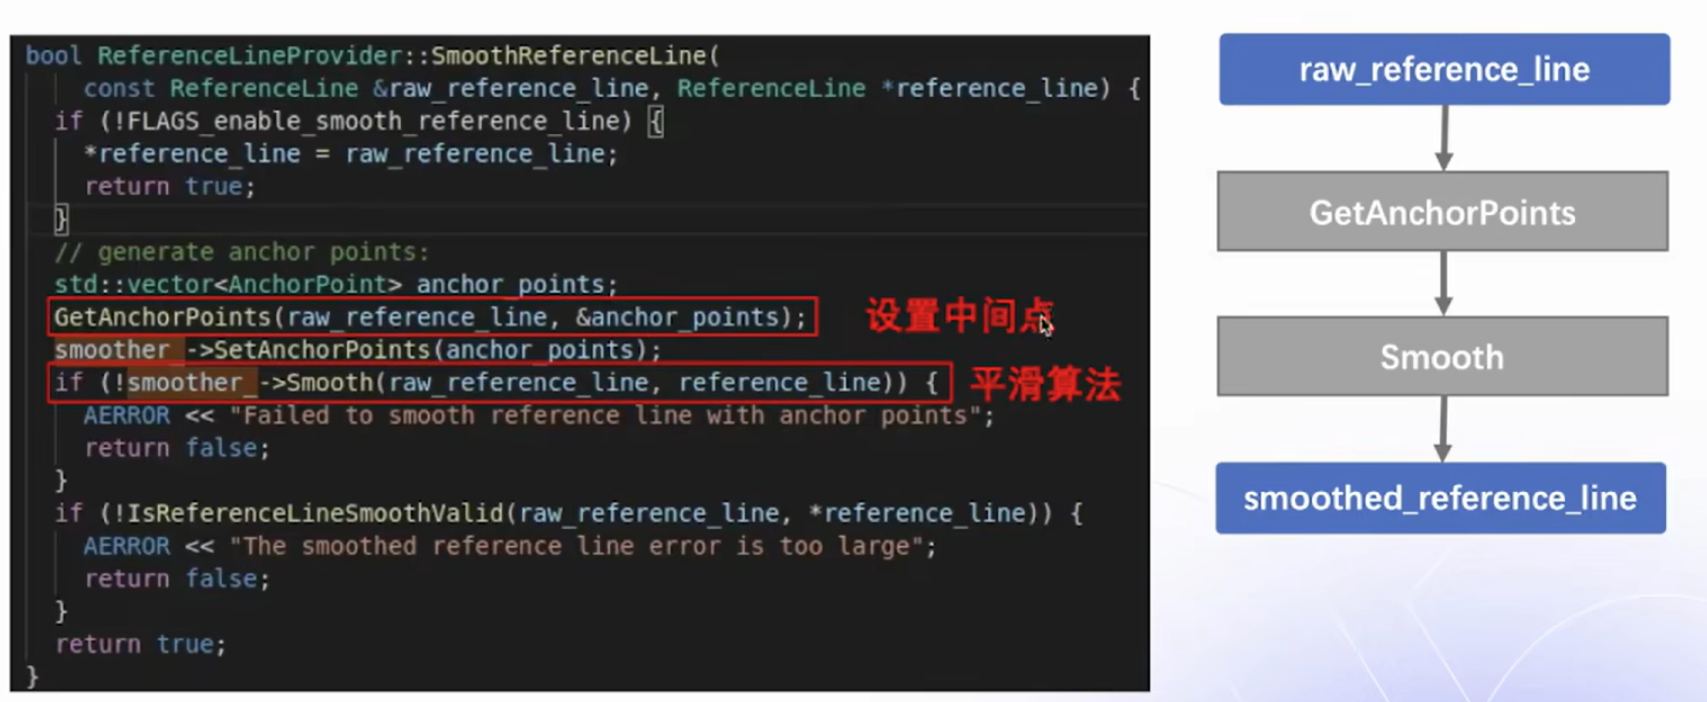 bool ReferenceLineProvider::SmoothReferenceLine(
const ReferenceLine &raw_reference_line, ReferenceLine *reference_line) {
if (!FLAGS_enable_smooth_reference_line) {
*reference_line = raw_reference_line;
return true;
}
// generate anchor points:
std::vector<AnchorPoint> anchor_points;
GetAnchorPoints(raw_reference_line, &anchor_points); 设置中间点
smoother_->SetAnchorPoints(anchor_points);
if (!smoother_->Smooth(raw_reference_line, reference_line)) { 平滑算法
AERROR << "Failed to smooth reference line with anchor points";
return false;
}
if (!IsReferenceLineSmoothValid(raw_reference_line, *reference_line)) {
AERROR << "The smoothed reference line error is too large";
return false;
}
return true;
}
raw_reference_line
GetAnchorPoints
Smooth
smoothed_reference_line